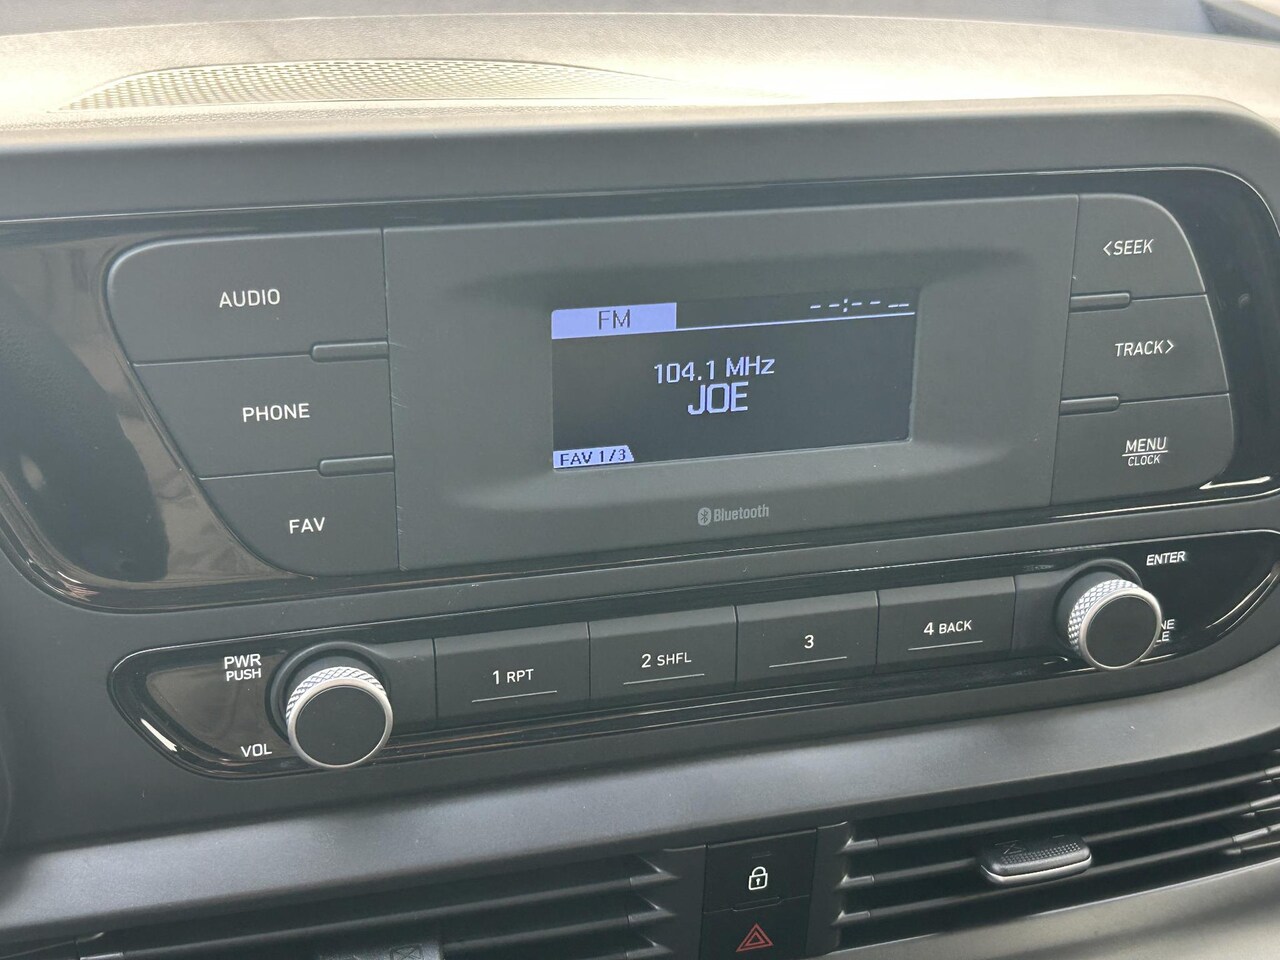 AUDIO
PHONE
FAV
FM
--:-- --
104.1 MHz
JOE
FAV 1/3
Bluetooth
<SEEK
TRACK>
MENU
CLOCK
PWR
PUSH
VOL
1 RPT
2 SHFL
3
4 BACK
ENTER